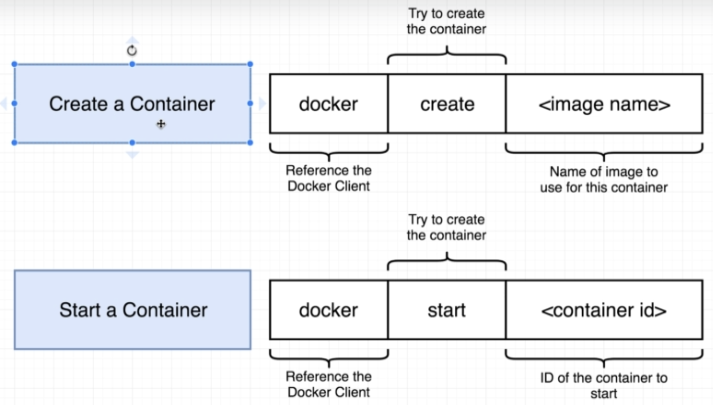 Try to create
the container
Create a Container
docker
create
<image name>
Reference the
Docker Client
Name of image to
use for this container
Try to create
the container
Start a Container
docker
start
<container id>
Reference the
Docker Client
ID of the container to
start